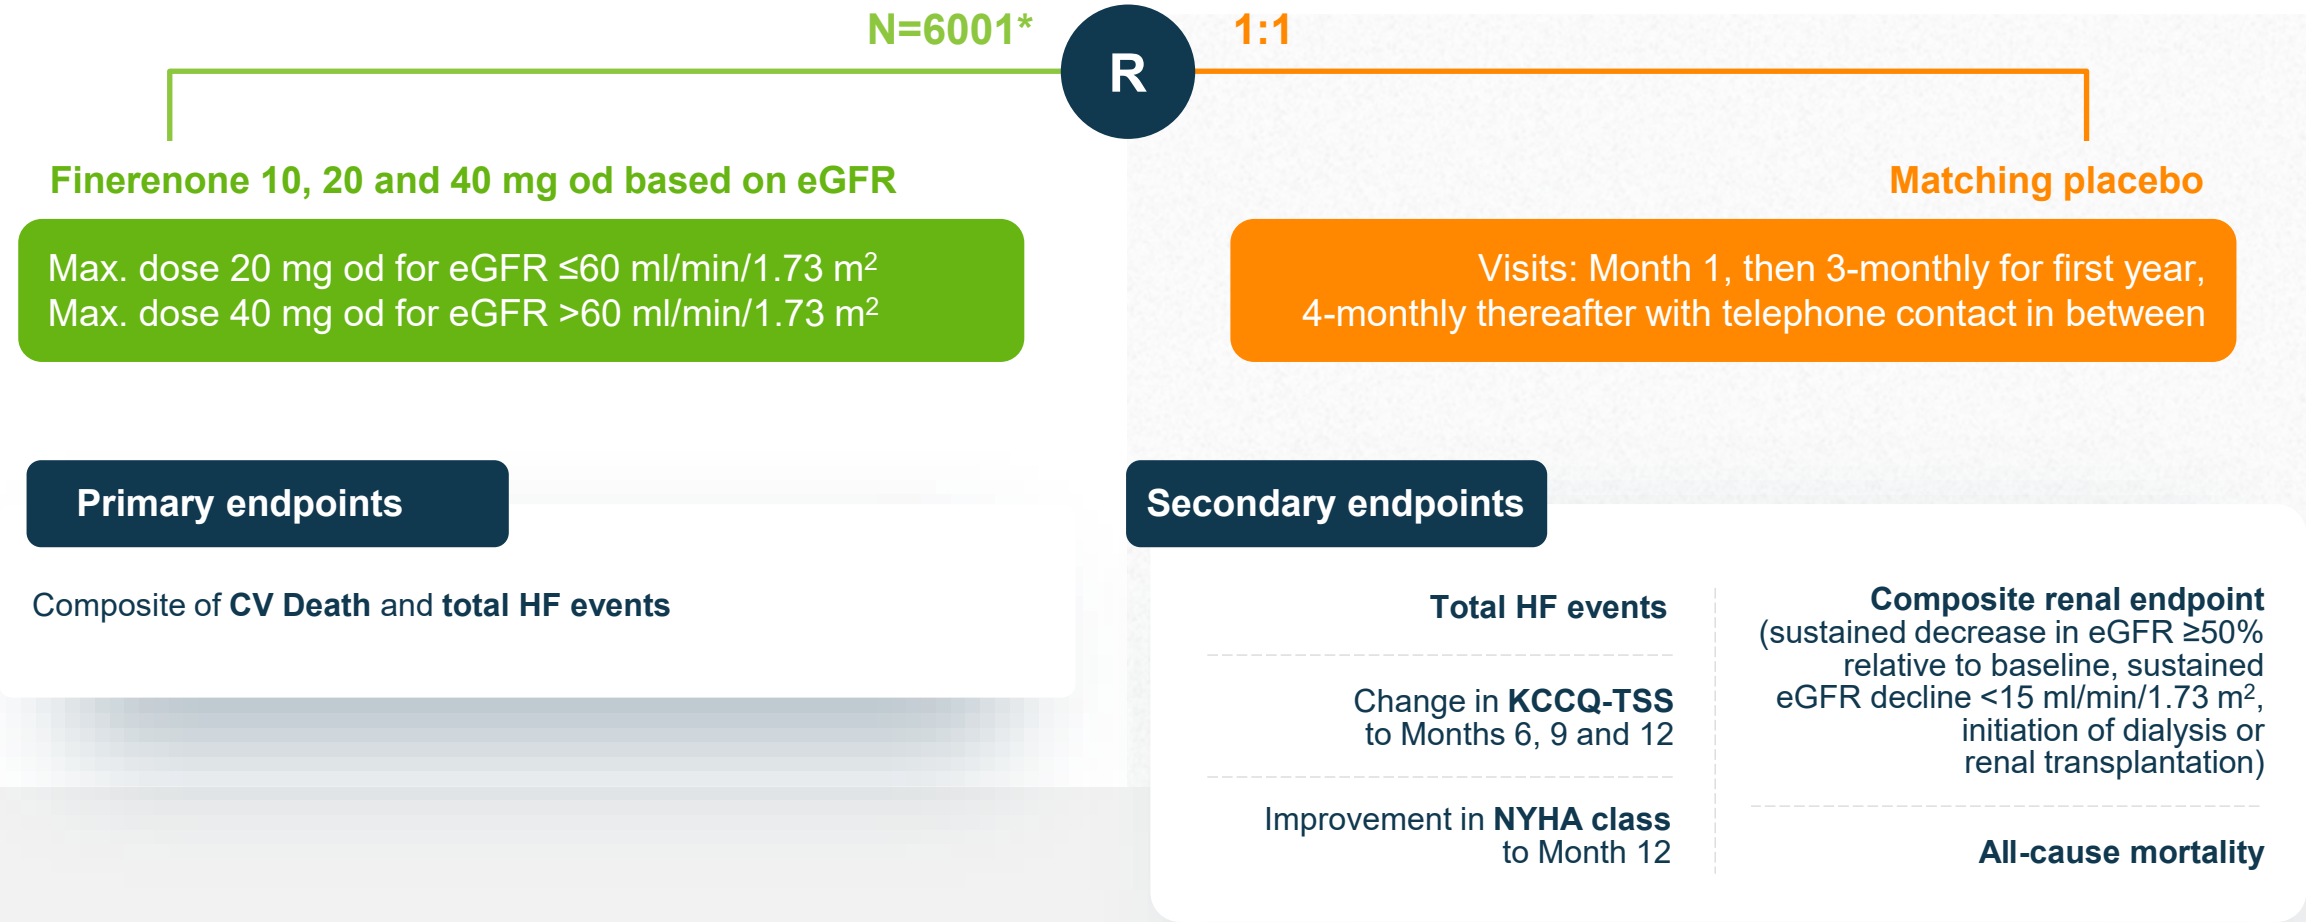 N=6001*
R
1:1
Finerenone 10, 20 and 40 mg od based on eGFR
Max. dose 20 mg od for eGFR ≤60 ml/min/1.73 m²
Max. dose 40 mg od for eGFR >60 ml/min/1.73 m²
Matching placebo
Visits: Month 1, then 3-monthly for first year,
4-monthly thereafter with telephone contact in between
Primary endpoints
Composite of CV Death and total HF events
Secondary endpoints
Total HF events
Change in KCCQ-TSS
to Months 6, 9 and 12
Improvement in NYHA class
to Month 12
Composite renal endpoint
(sustained decrease in eGFR ≥50%
relative to baseline, sustained
eGFR decline <15 ml/min/1.73 m²,
initiation of dialysis or
renal transplantation)
All-cause mortality